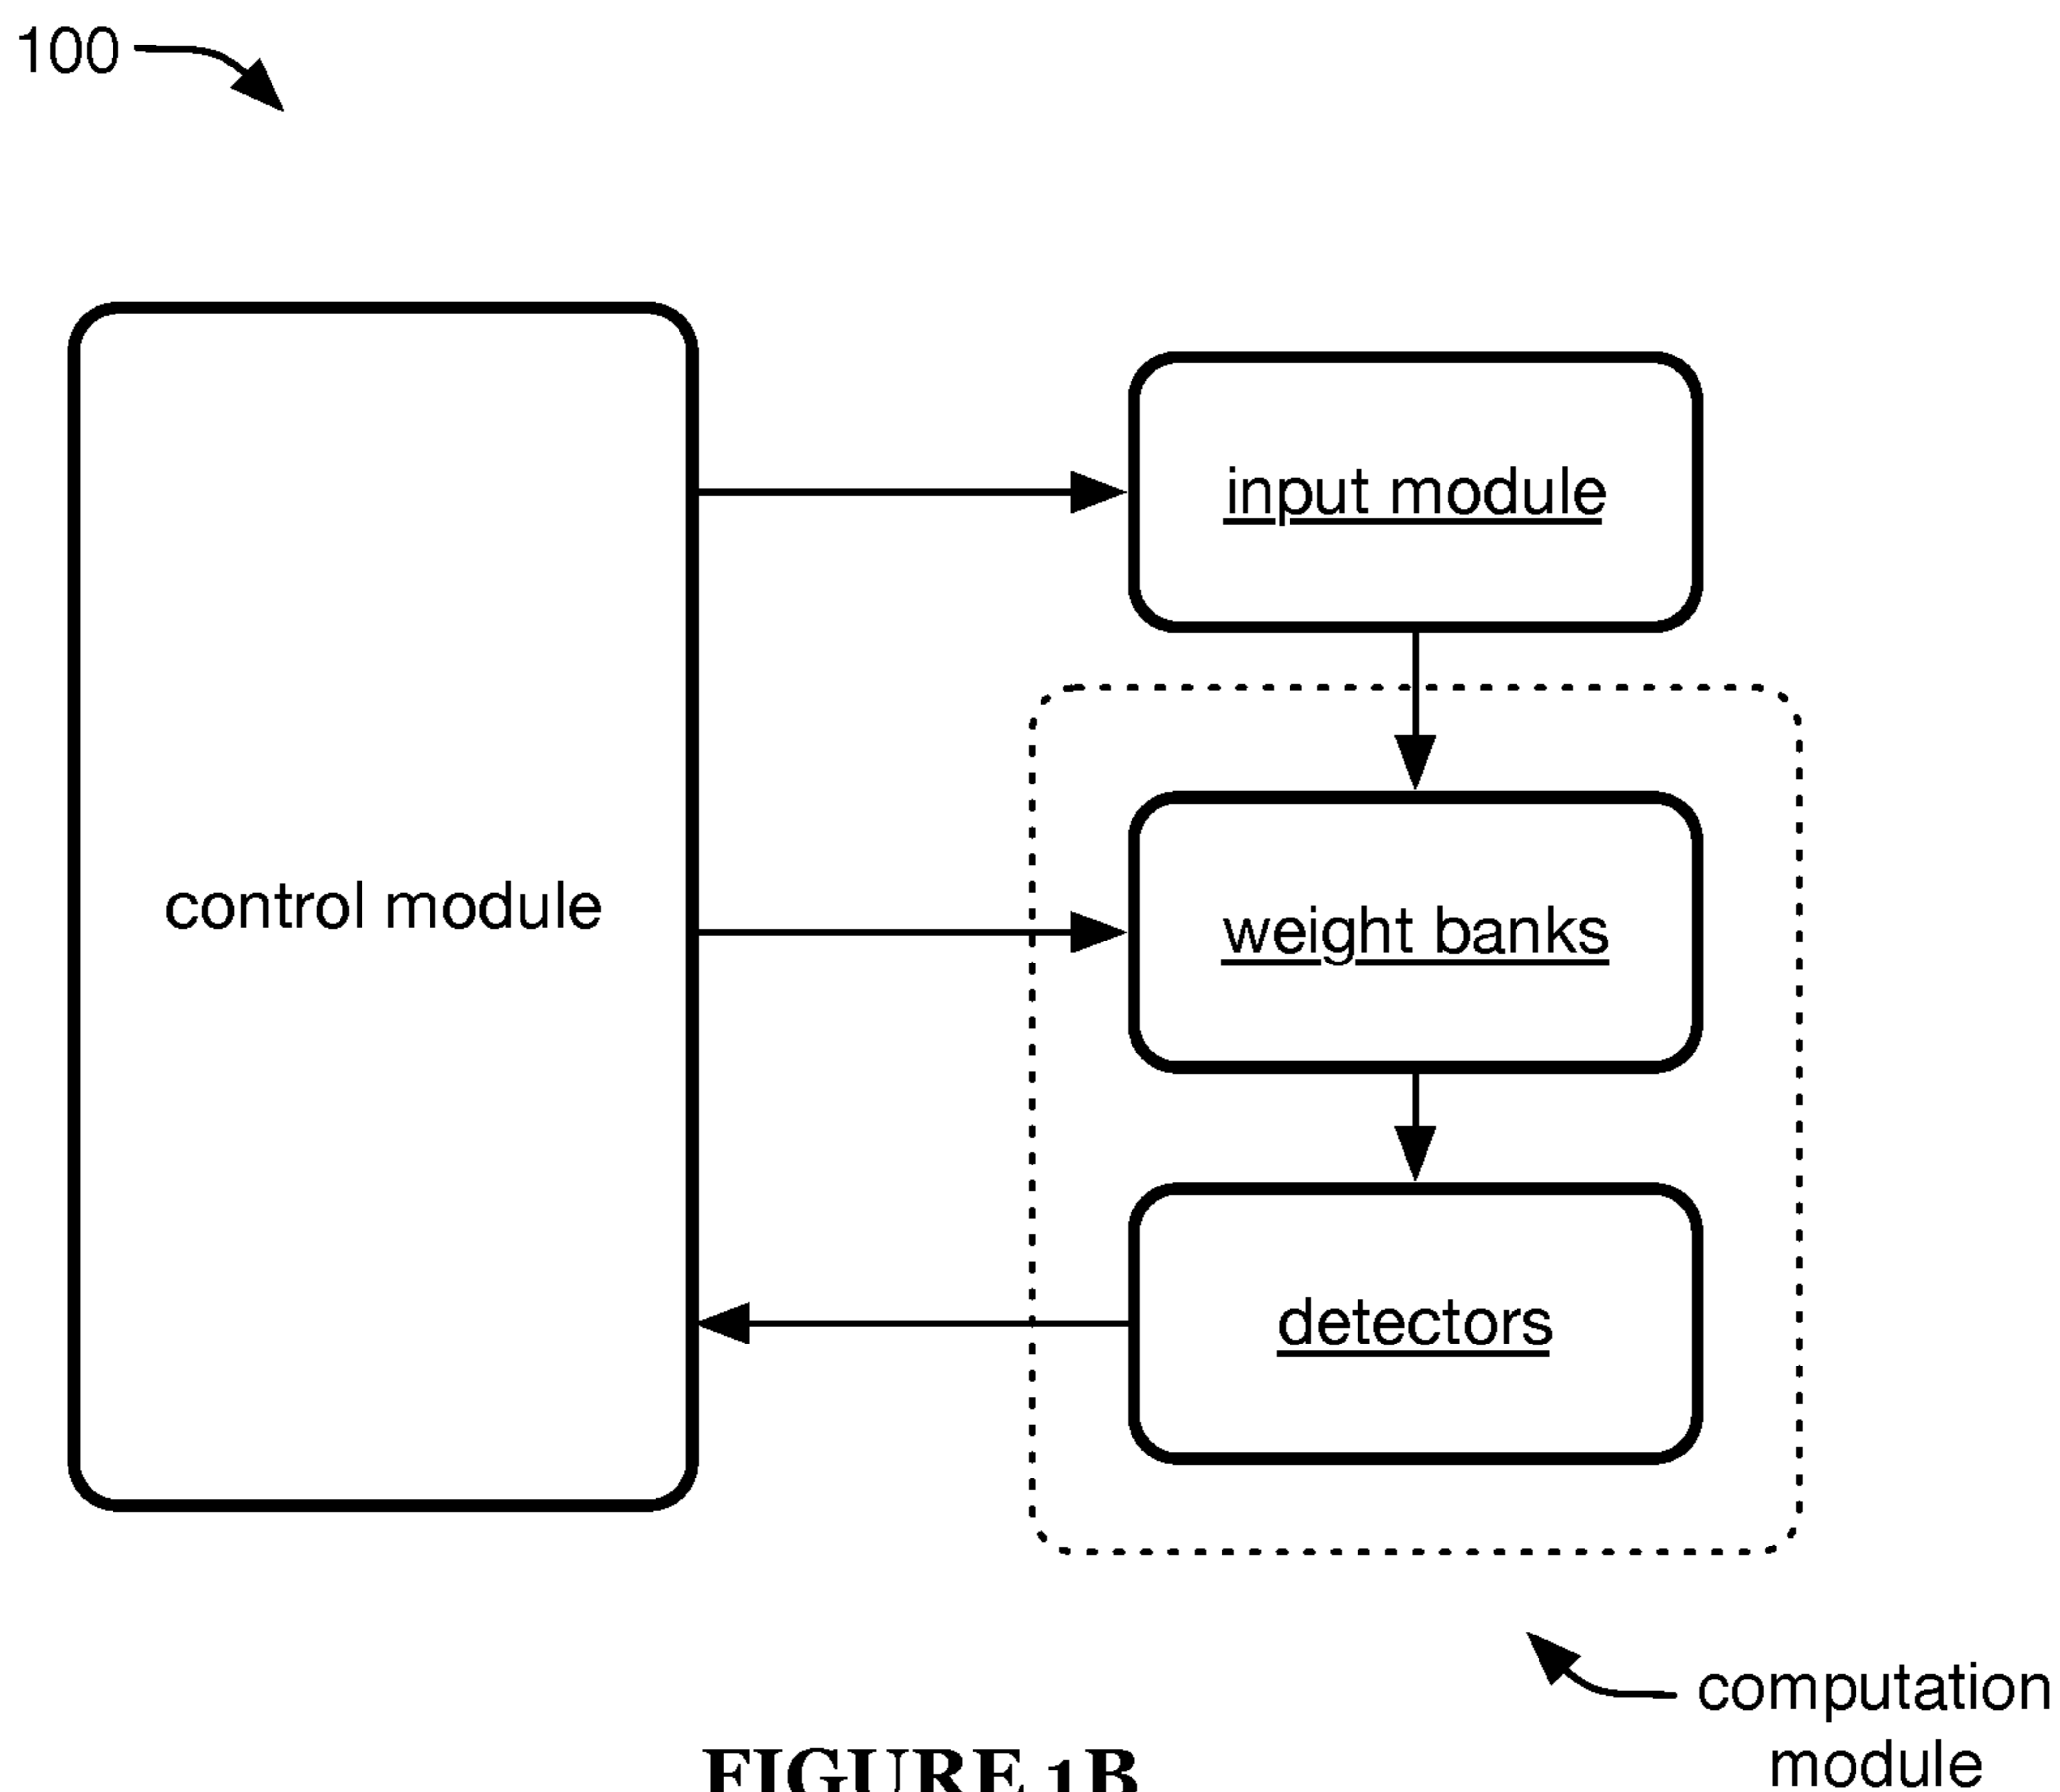 100
input module
control module
weight banks
detectors
computation
module
FIGURE 1B